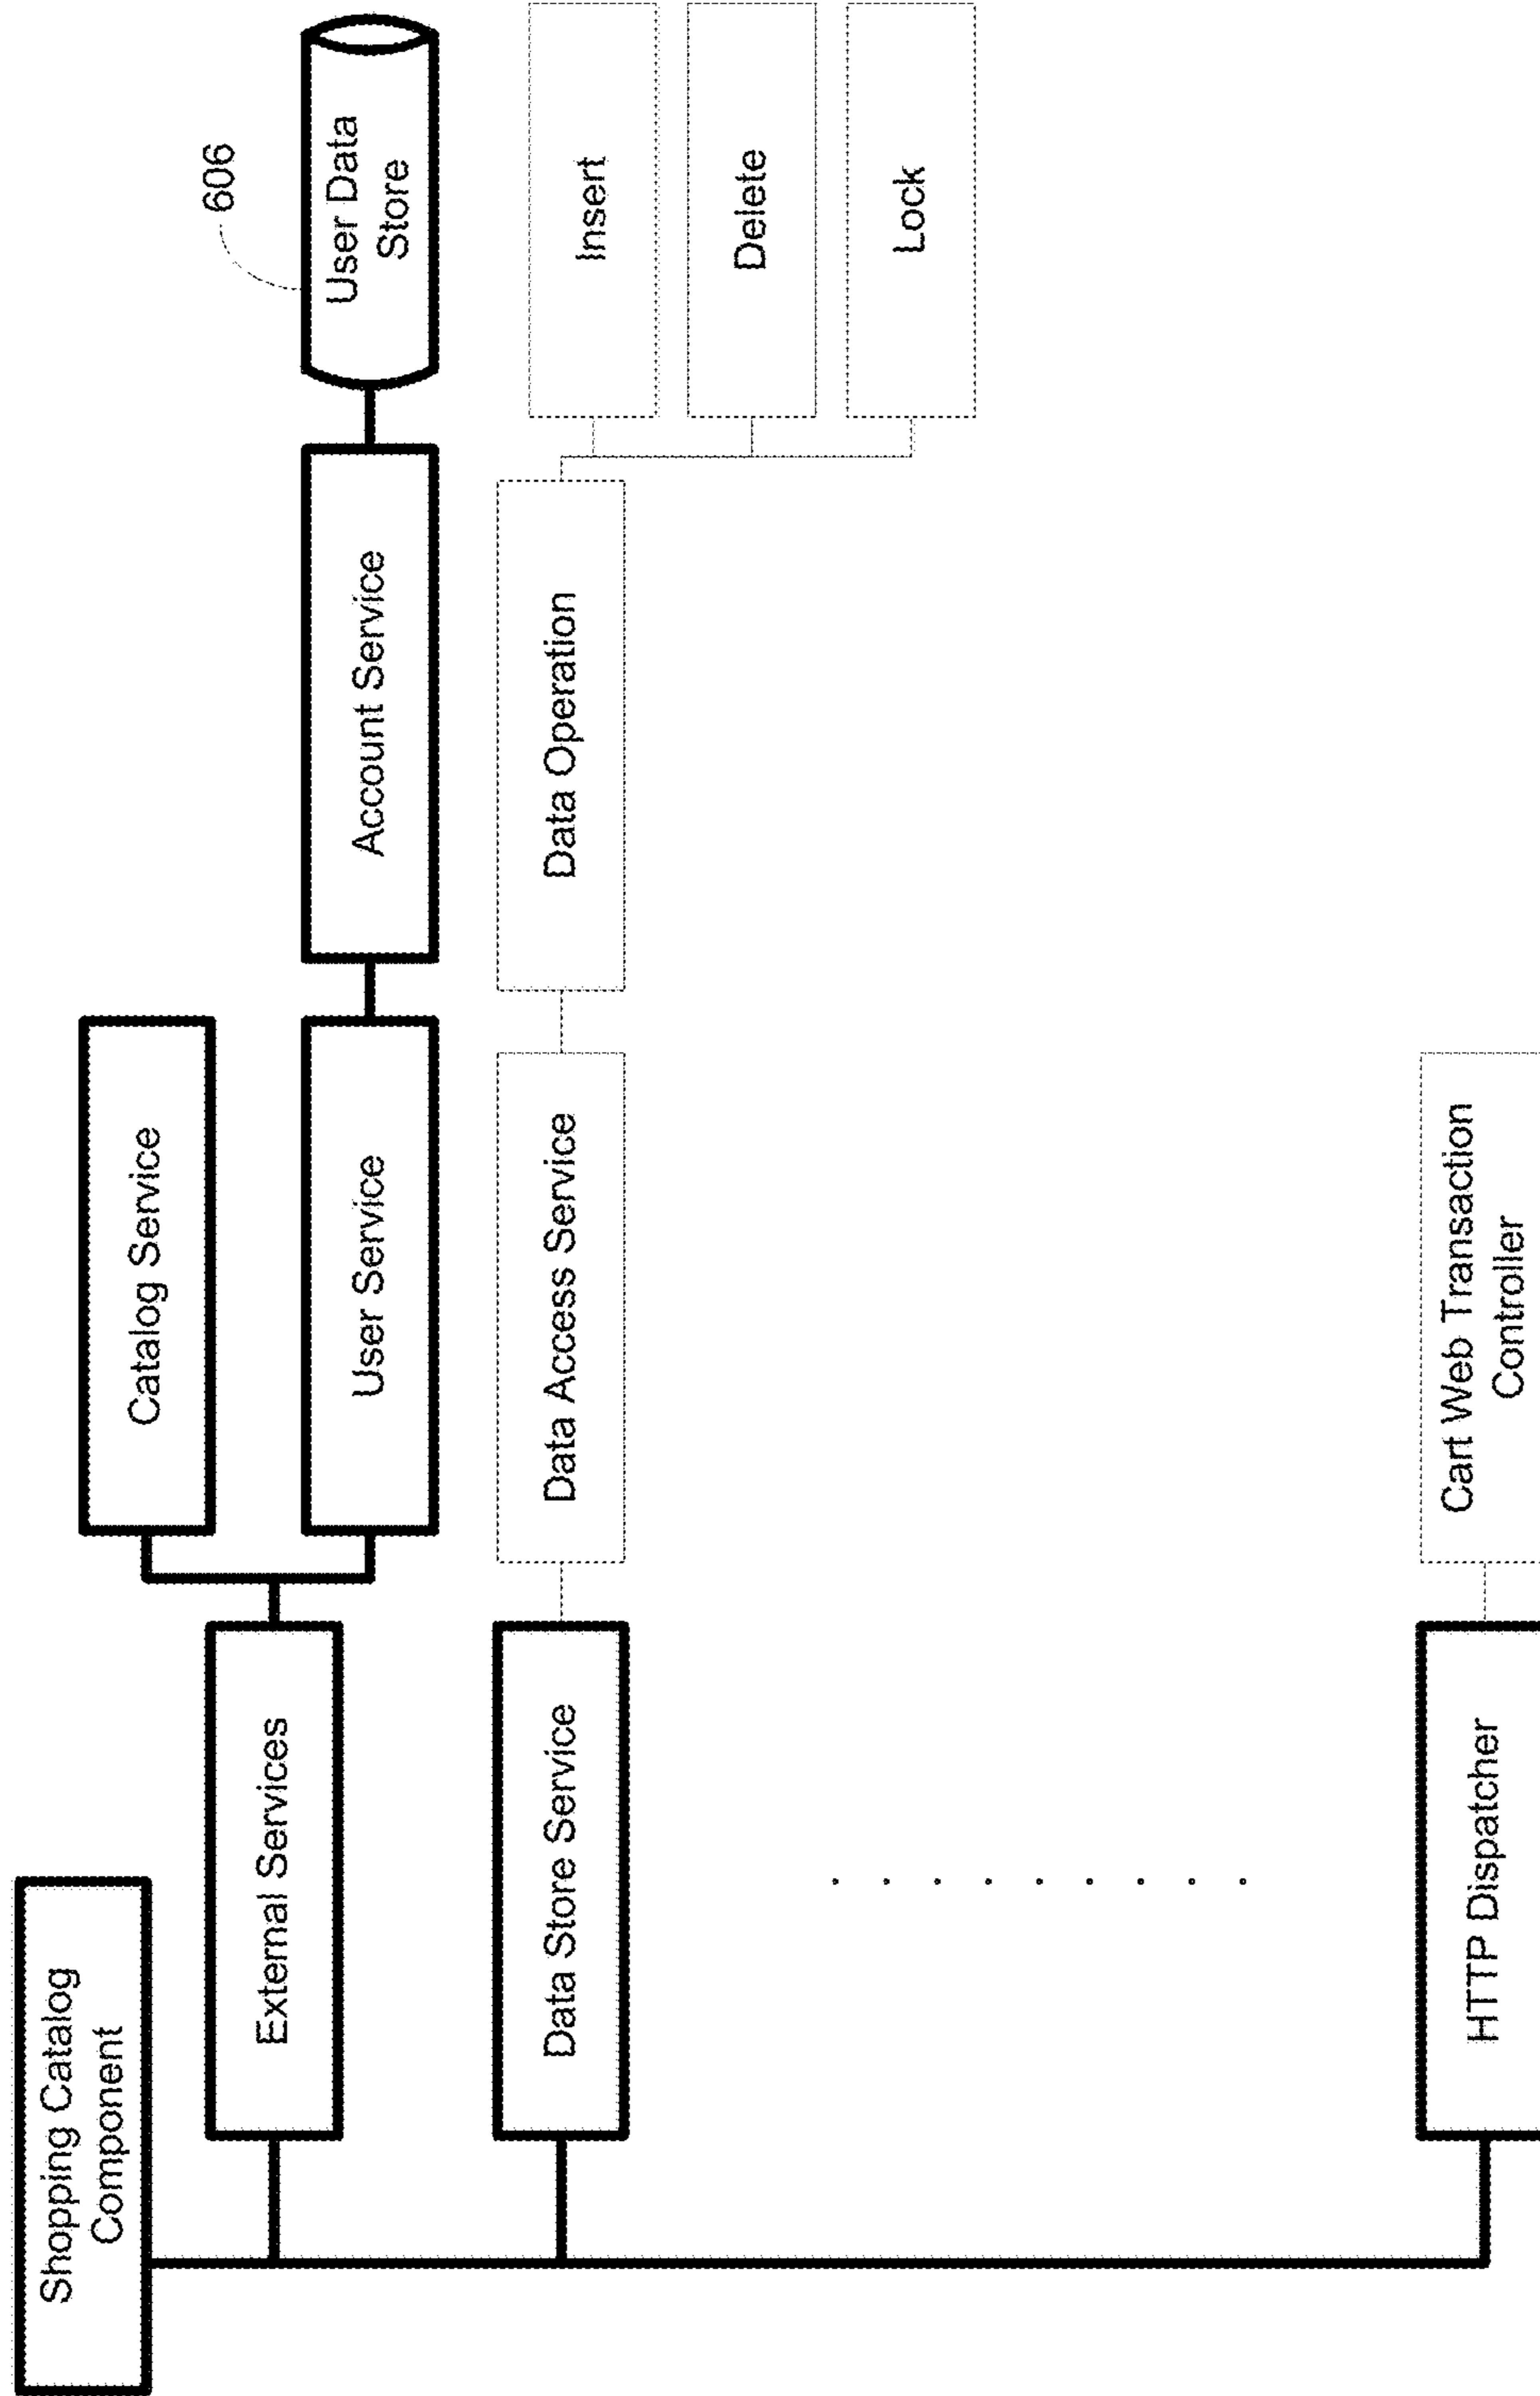 Shopping Catalog
Component
External Services
Catalog Service
User Service
Account Service
User Data
Store
606
Data Store Service
Data Access Service
Data Operation
Insert
Delete
Lock
HTTP Dispatcher
Cart Web Transaction
Controller